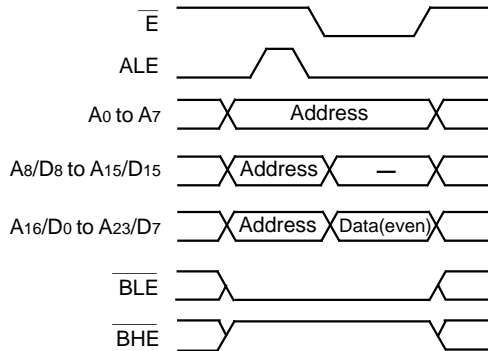 E
ALE
A0 to A7 Address
A8/D8 to A15/D15 Address –
A16/D0 to A23/D7 Address Data(even)
BLE
BHE